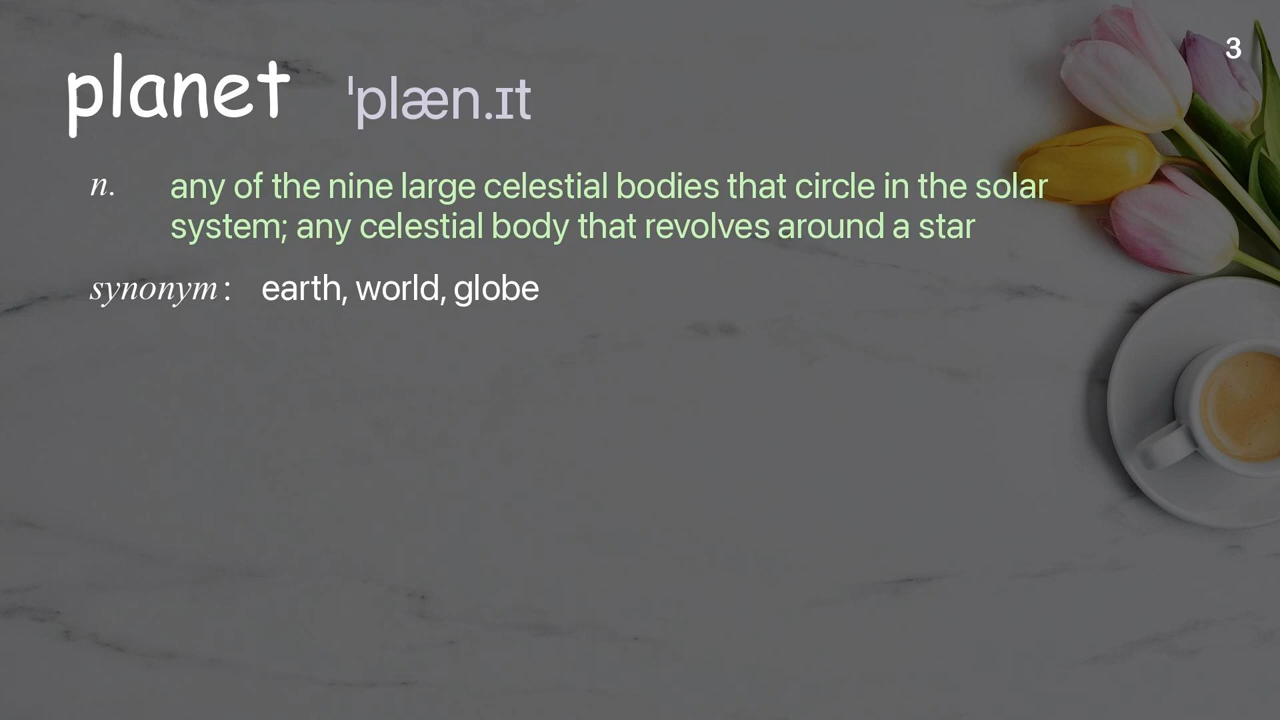 3
planet ˈplæn.ɪt
n. any of the nine large celestial bodies that circle in the solar
system; any celestial body that revolves around a star
synonym : earth, world, globe